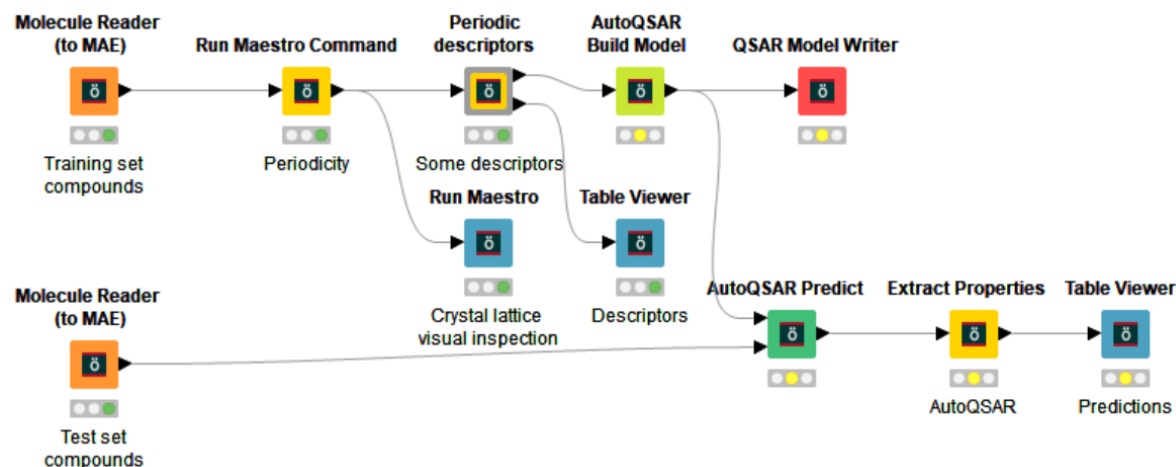 Molecule Reader
(to MAE)
Run Maestro Command
Periodic
descriptors
AutoQSAR
Build Model
QSAR Model Writer
ö
ö
ö
ö
ö
Training set
compounds
Periodicity
Some descriptors
Run Maestro
Table Viewer
ö
ö
Crystal lattice
visual inspection
Descriptors
Molecule Reader
(to MAE)
AutoQSAR Predict
Extract Properties
Table Viewer
ö
ö
ö
ö
Test set
compounds
AutoQSAR
Predictions